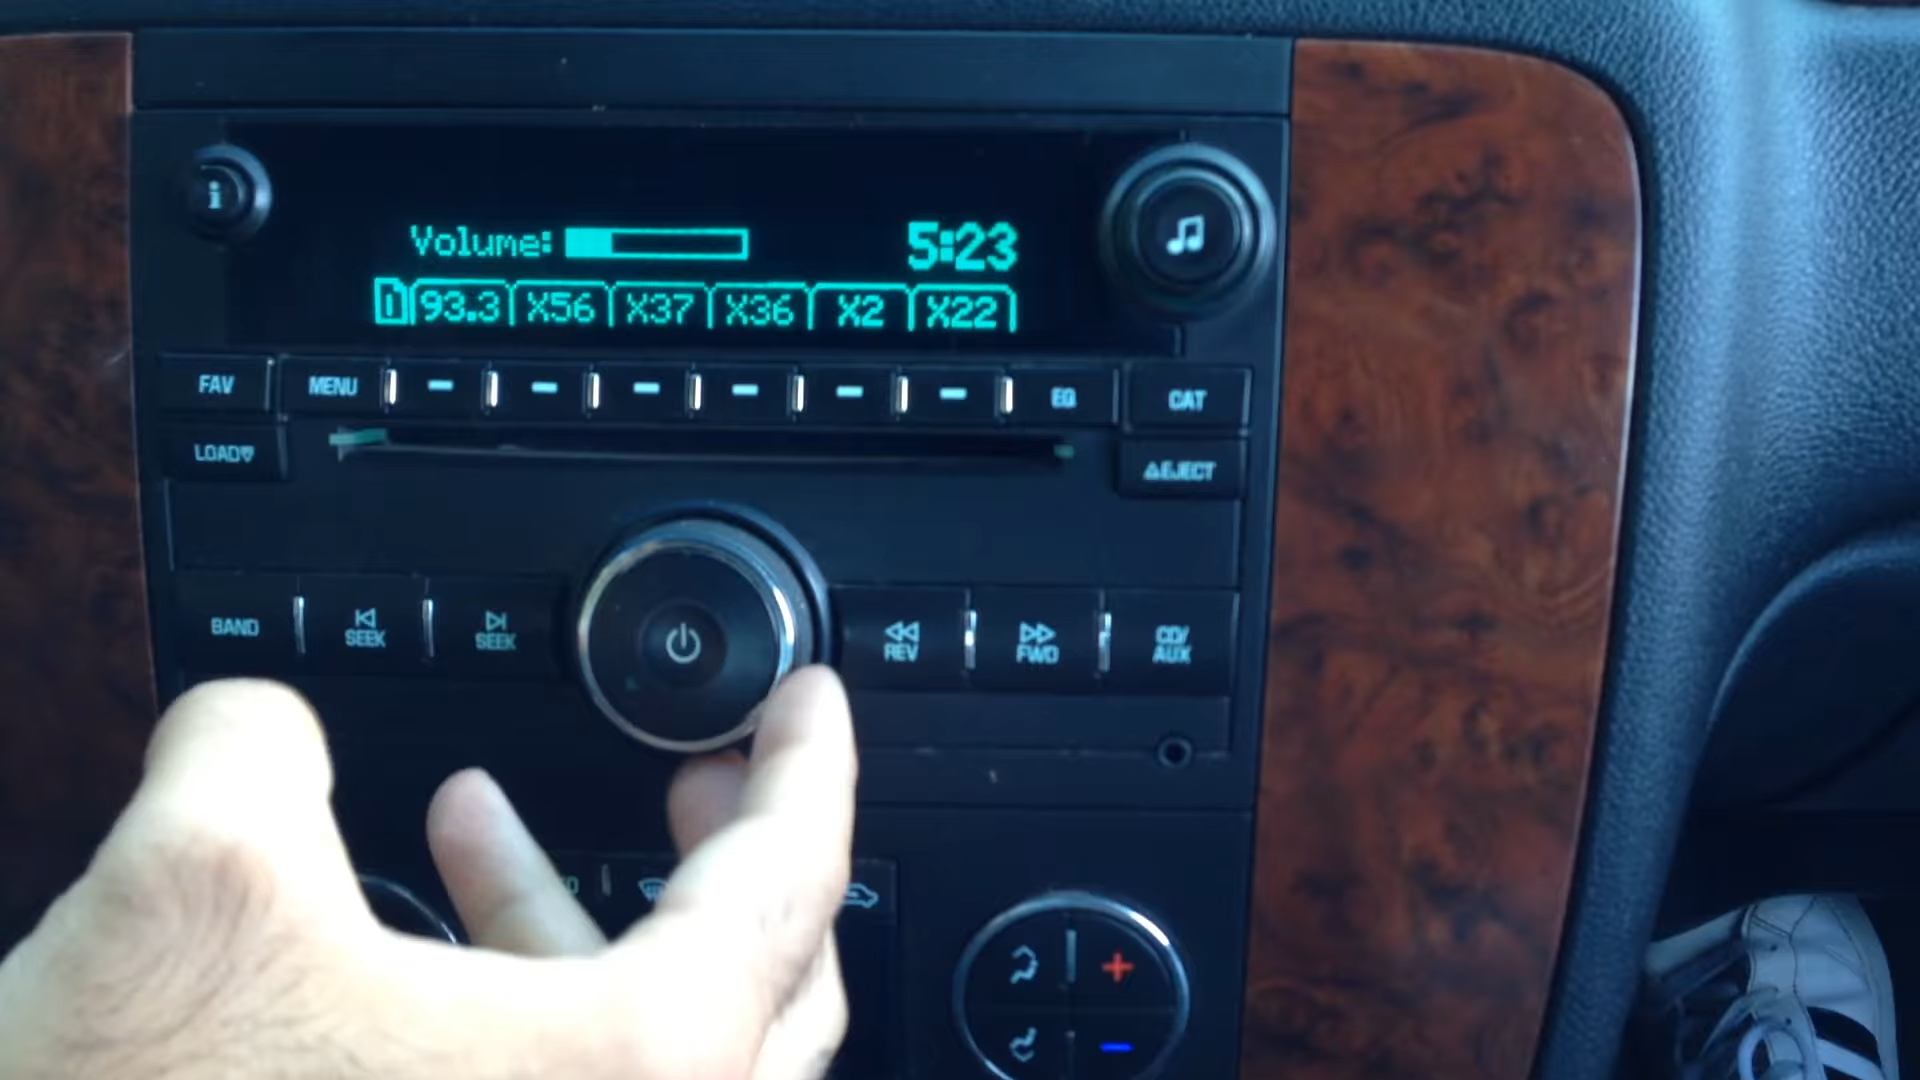 i
Volume: 5:23
1 93.3 X56 X37 X36 X2 X22
FAV MENU EQ CAT
LOAD EJECT
BAND SEEK SEEK REV FWD CD/
AUX